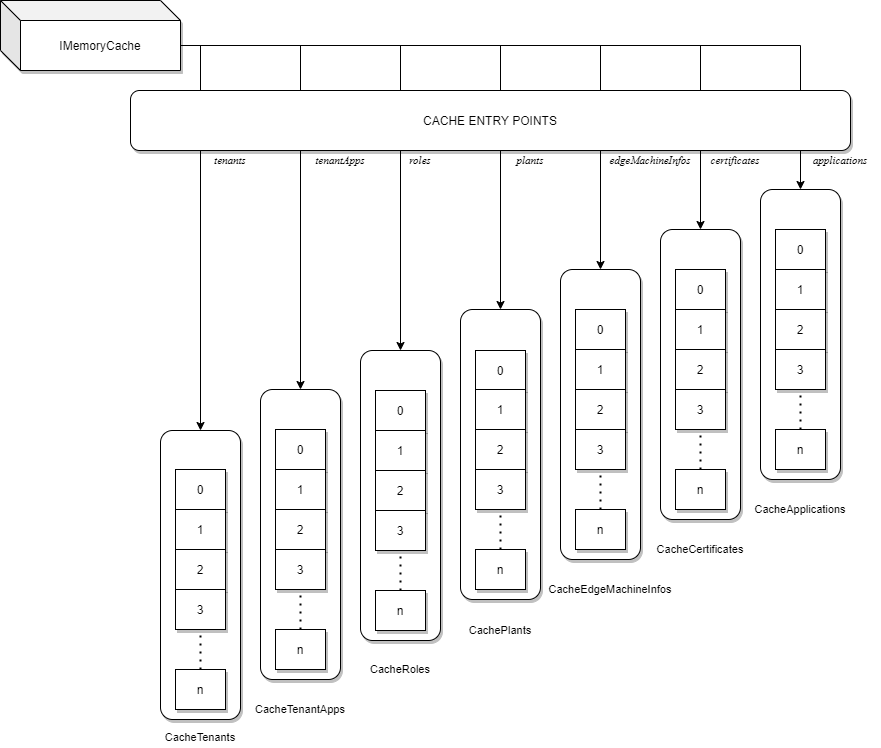 IMemoryCache
CACHE ENTRY POINTS
tenants
tenantApps
roles
plants
edgeMachineInfos
certificates
applications
0
1
2
3
n
CacheTenants
0
1
2
3
n
CacheTenantApps
0
1
2
3
n
CacheRoles
0
1
2
3
n
CachePlants
0
1
2
3
n
CacheEdgeMachineInfos
0
1
2
3
n
CacheCertificates
0
1
2
3
n
CacheApplications